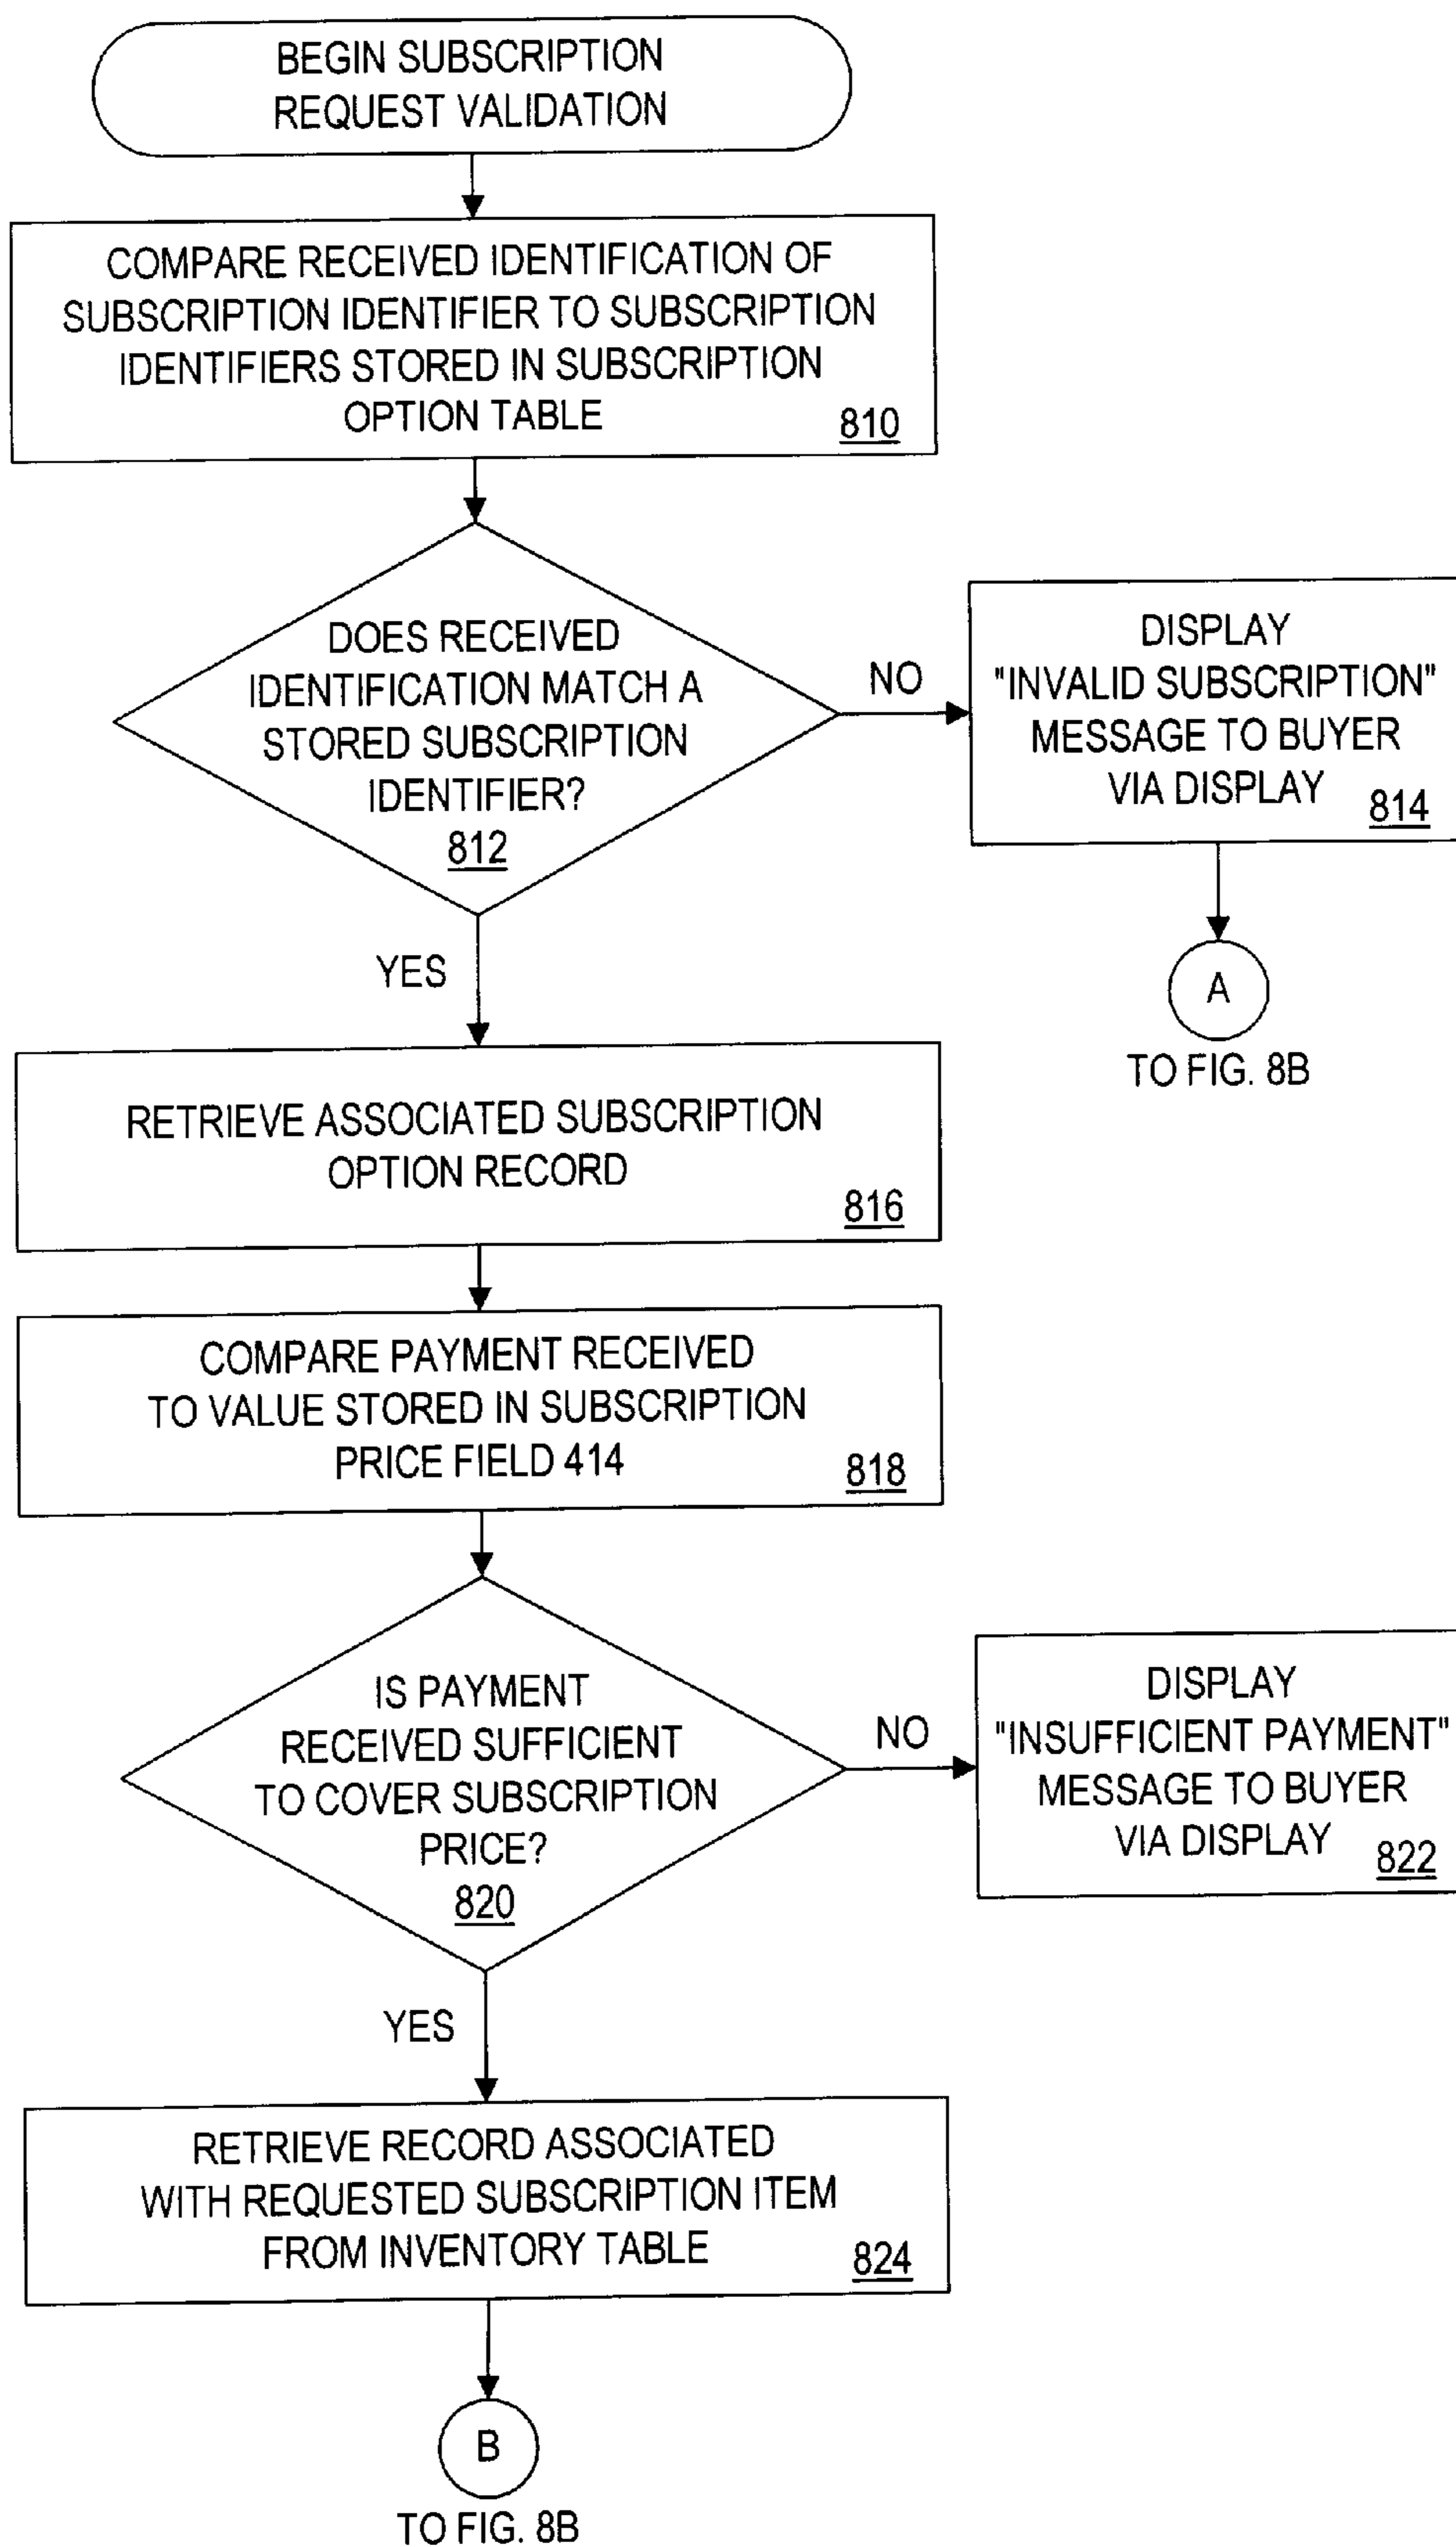 BEGIN SUBSCRIPTION
REQUEST VALIDATION
COMPARE RECEIVED IDENTIFICATION OF
SUBSCRIPTION IDENTIFIER TO SUBSCRIPTION
IDENTIFIERS STORED IN SUBSCRIPTION
OPTION TABLE
810
DOES RECEIVED
IDENTIFICATION MATCH A
STORED SUBSCRIPTION
IDENTIFIER?
812
NO
DISPLAY
"INVALID SUBSCRIPTION"
MESSAGE TO BUYER
VIA DISPLAY
814
A
TO FIG. 8B
YES
RETRIEVE ASSOCIATED SUBSCRIPTION
OPTION RECORD
816
COMPARE PAYMENT RECEIVED
TO VALUE STORED IN SUBSCRIPTION
PRICE FIELD 414
818
IS PAYMENT
RECEIVED SUFFICIENT
TO COVER SUBSCRIPTION
PRICE?
820
NO
DISPLAY
"INSUFFICIENT PAYMENT"
MESSAGE TO BUYER
VIA DISPLAY
822
YES
RETRIEVE RECORD ASSOCIATED
WITH REQUESTED SUBSCRIPTION ITEM
FROM INVENTORY TABLE
824
B
TO FIG. 8B